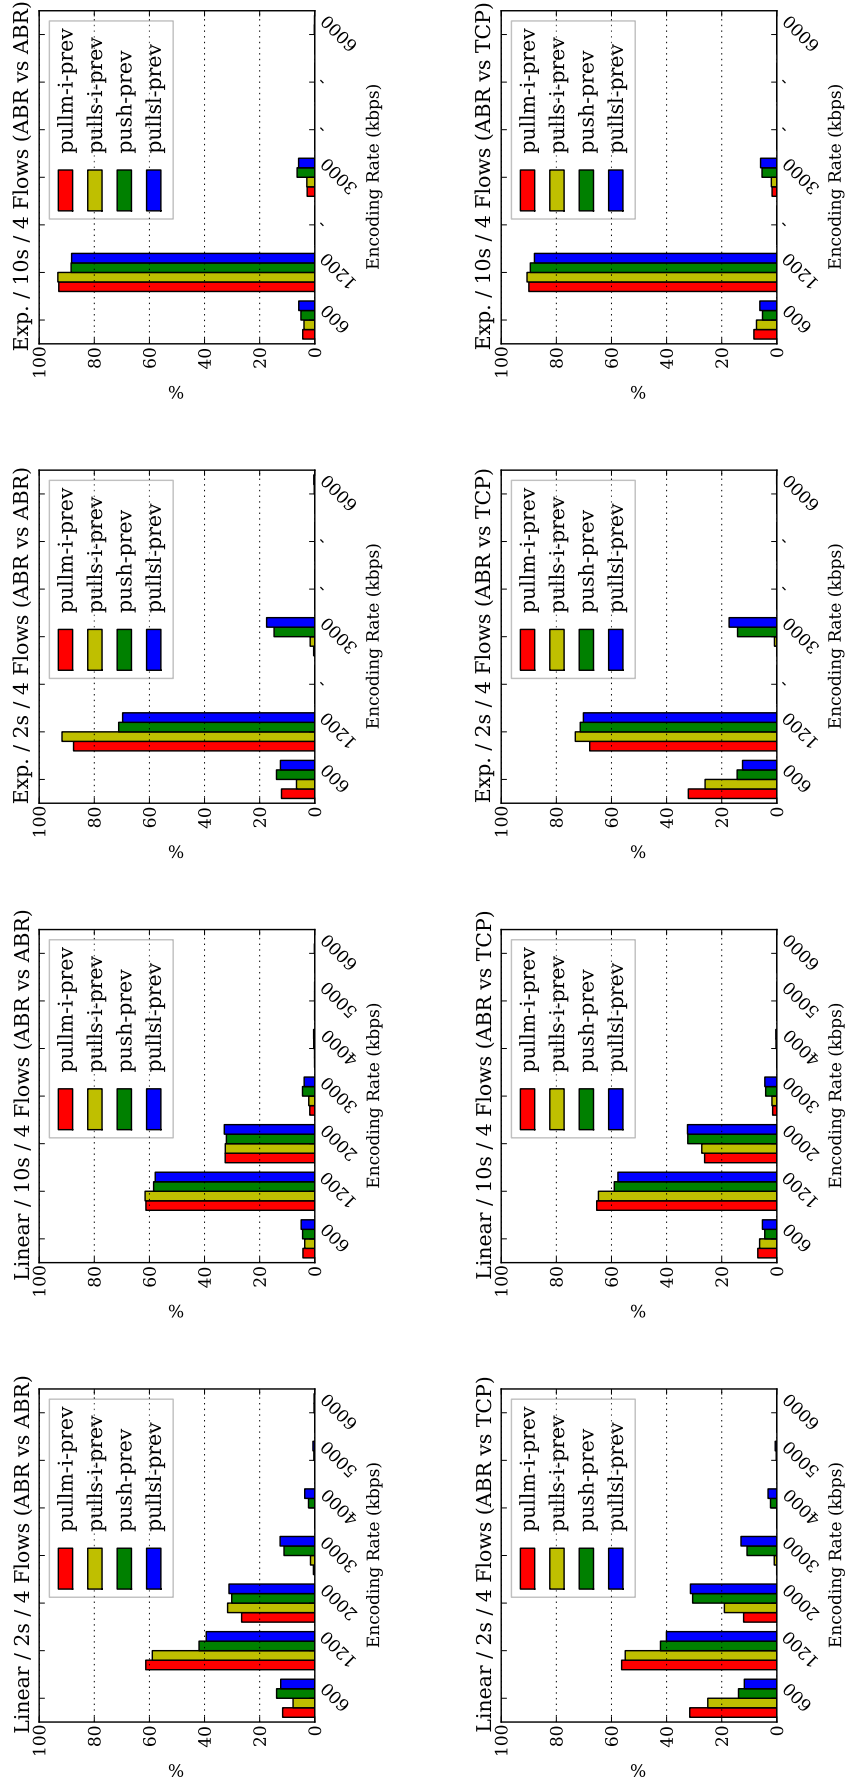 Linear / 2s / 4 Flows (ABR vs ABR)
100
80
60
40
20
0
%
pullm-i-prev
pulls-i-prev
push-prev
pullsl-prev
600 1200 2000 3000 4000 5000 6000
Encoding Rate (kbps)
Linear / 10s / 4 Flows (ABR vs ABR)
100
80
60
40
20
0
%
pullm-i-prev
pulls-i-prev
push-prev
pullsl-prev
600 1200 2000 3000 4000 5000 6000
Encoding Rate (kbps)
Exp. / 2s / 4 Flows (ABR vs ABR)
100
80
60
40
20
0
%
pullm-i-prev
pulls-i-prev
push-prev
pullsl-prev
600 1200 - 3000 - - 6000
Encoding Rate (kbps)
Exp. / 10s / 4 Flows (ABR vs ABR)
100
80
60
40
20
0
%
pullm-i-prev
pulls-i-prev
push-prev
pullsl-prev
600 1200 - 3000 - - 6000
Encoding Rate (kbps)
Linear / 2s / 4 Flows (ABR vs TCP)
100
80
60
40
20
0
%
pullm-i-prev
pulls-i-prev
push-prev
pullsl-prev
600 1200 2000 3000 4000 5000 6000
Encoding Rate (kbps)
Linear / 10s / 4 Flows (ABR vs TCP)
100
80
60
40
20
0
%
pullm-i-prev
pulls-i-prev
push-prev
pullsl-prev
600 1200 2000 3000 4000 5000 6000
Encoding Rate (kbps)
Exp. / 2s / 4 Flows (ABR vs TCP)
100
80
60
40
20
0
%
pullm-i-prev
pulls-i-prev
push-prev
pullsl-prev
600 1200 - 3000 - - 6000
Encoding Rate (kbps)
Exp. / 10s / 4 Flows (ABR vs TCP)
100
80
60
40
20
0
%
pullm-i-prev
pulls-i-prev
push-prev
pullsl-prev
600 1200 - 3000 - - 6000
Encoding Rate (kbps)